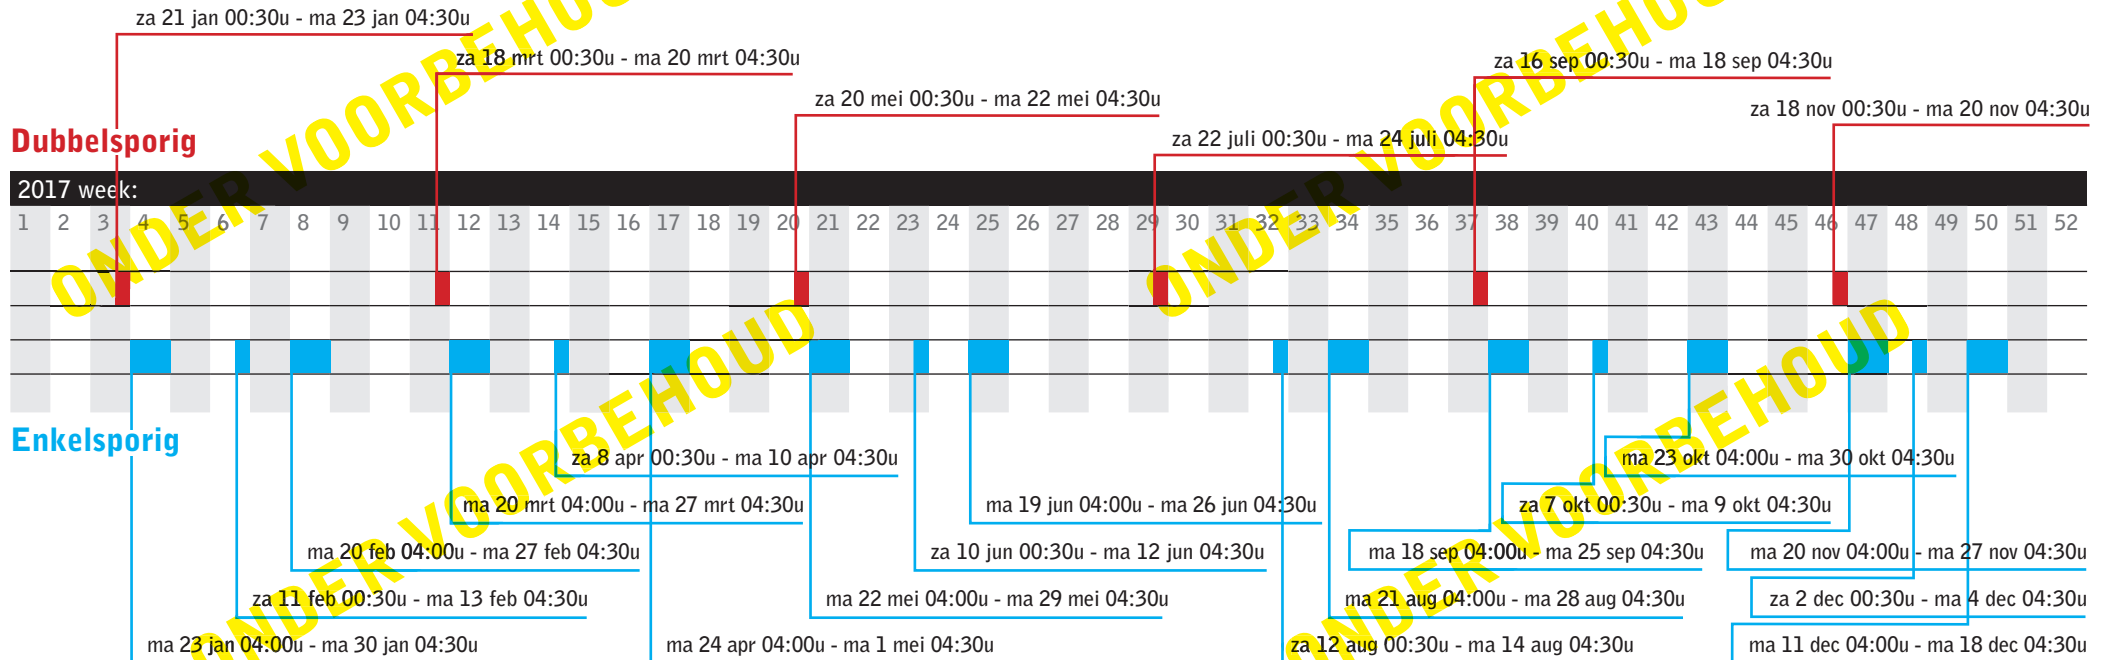 za 21 jan 00:30u - ma 23 jan 04:30u
za 18 mrt 00:30u - ma 20 mrt 04:30u
za 16 sep 00:30u - ma 18 sep 04:30u
za 20 mei 00:30u - ma 22 mei 04:30u
za 18 nov 00:30u - ma 20 nov 04:30u
za 22 juli 00:30u - ma 24 juli 04:30u
Dubbelsporig
2017 week:
1 2 3 4 5 6 7 8 9 10 11 12 13 14 15 16 17 18 19 20 21 22 23 24 25 26 27 28 29 30 31 32 33 34 35 36 37 38 39 40 41 42 43 44 45 46 47 48 49 50 51 52
Enkelsporig
za 8 apr 00:30u - ma 10 apr 04:30u
ma 23 okt 04:00u - ma 30 okt 04:30u
ma 20 mrt 04:00u - ma 27 mrt 04:30u
ma 19 jun 04:00u - ma 26 jun 04:30u
za 7 okt 00:30u - ma 9 okt 04:30u
ma 20 feb 04:00u - ma 27 feb 04:30u
za 10 jun 00:30u - ma 12 jun 04:30u
ma 18 sep 04:00u - ma 25 sep 04:30u
ma 20 nov 04:00u - ma 27 nov 04:30u
za 11 feb 00:30u - ma 13 feb 04:30u
ma 22 mei 04:00u - ma 29 mei 04:30u
ma 21 aug 04:00u - ma 28 aug 04:30u
za 2 dec 00:30u - ma 4 dec 04:30u
ma 23 jan 04:00u - ma 30 jan 04:30u
ma 24 apr 04:00u - ma 1 mei 04:30u
za 12 aug 00:30u - ma 14 aug 04:30u
ma 11 dec 04:00u - ma 18 dec 04:30u
ONDER VOORBEHOUD
ONDER VOORBEHOUD
ONDER VOORBEHOUD
ONDER VOORBEHOUD